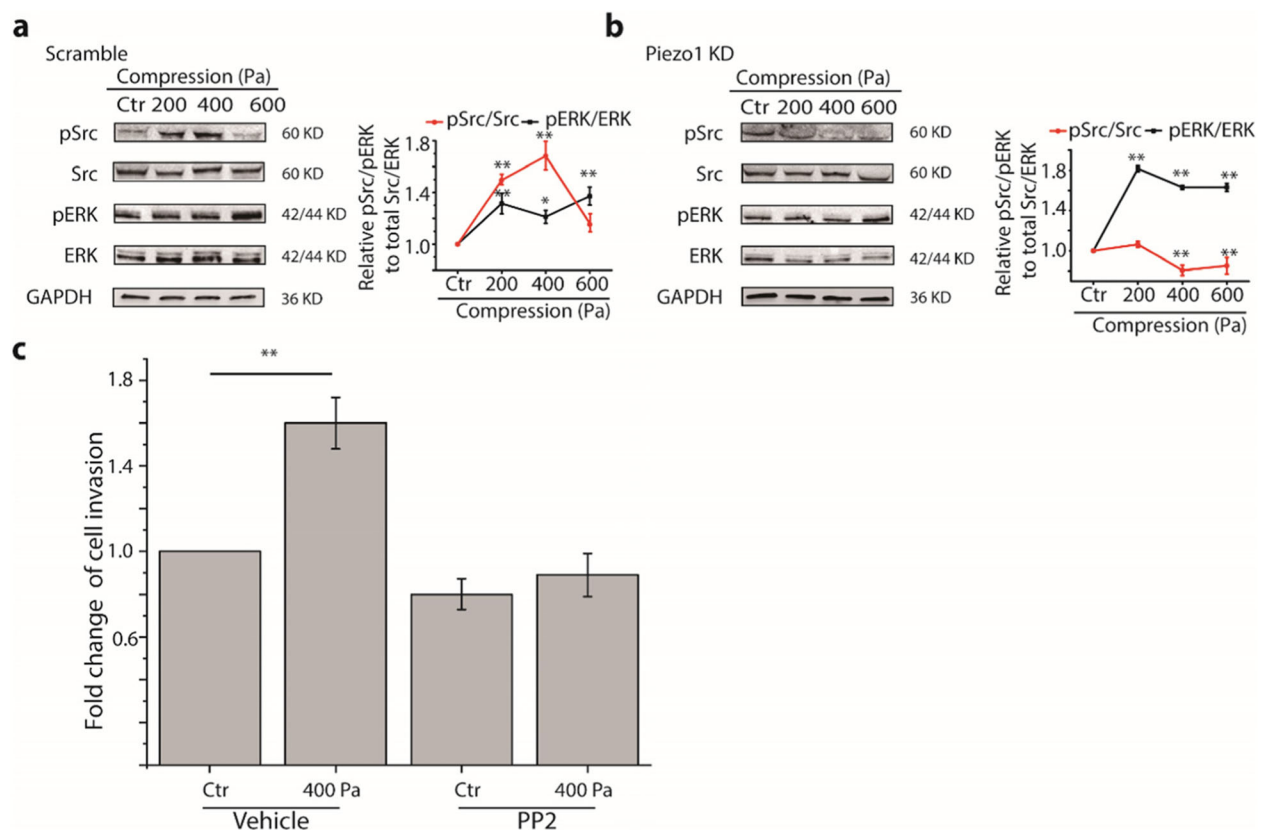 a
Scramble
Compression (Pa)
Ctr 200 400 600
pSrc 60 KD
Src 60 KD
pERK 42/44 KD
ERK 42/44 KD
GAPDH 36 KD
pSrc/Src pERK/ERK
Relative pSrc/pERK
to total Src/ERK
1.8
1.4
1.0
** ** ** * **
Ctr 200 400 600
Compression (Pa)
b
Piezo1 KD
Compression (Pa)
Ctr 200 400 600
pSrc 60 KD
Src 60 KD
pERK 42/44 KD
ERK 42/44 KD
GAPDH 36 KD
pSrc/Src pERK/ERK
Relative pSrc/pERK
to total Src/ERK
1.8
1.4
1.0
** ** ** ** **
Ctr 200 400 600
Compression (Pa)
c
Fold change of cell invasion
1.8
1.4
1.0
0.6
**
Ctr 400 Pa Ctr 400 Pa
Vehicle PP2